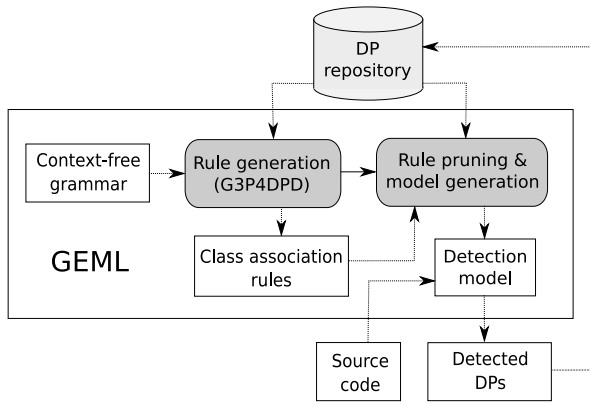 DP
repository
Context-free
grammar
Rule generation
(G3P4DPD)
Rule pruning &
model generation
GEML
Class association
rules
Detection
model
Source
code
Detected
DPs